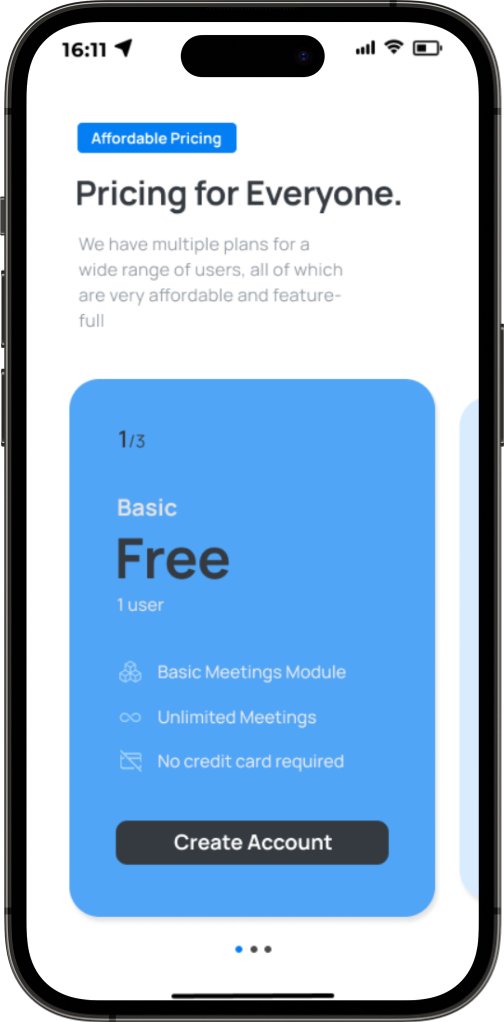 16:11
Affordable Pricing
Pricing for Everyone.
We have multiple plans for a
wide range of users, all of which
are very affordable and feature-
full
1/3
Basic
Free
1 user
Basic Meetings Module
Unlimited Meetings
No credit card required
Create Account